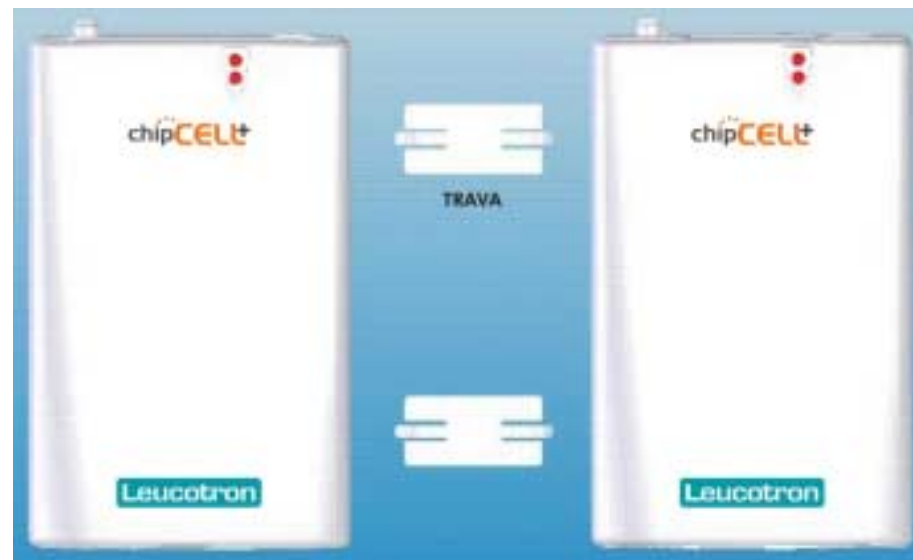 chipCELL+
chipCELL+
TRAVA
Leucotron
Leucotron